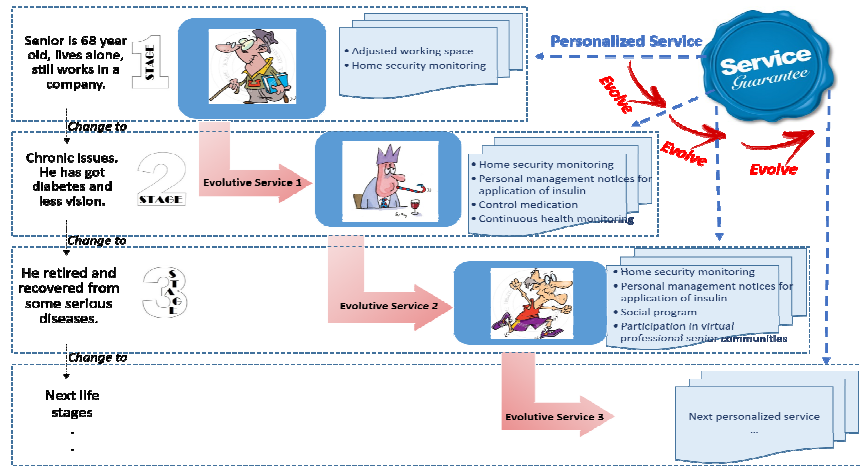 Senior is 68 year
old, lives alone,
still works in a
company.
STAGE
1
• Adjusted working space
• Home security monitoring
Personalized Service
Service
Guarantee
Evolve
Evolve
Evolve
Change to
Chronic issues.
He has got
diabetes and
less vision.
2
STAGE
Evolutive Service 1
• Home security monitoring
• Personal management notices for
application of insulin
• Control medication
• Continuous health monitoring
Change to
He retired and
recovered from
some serious
diseases.
3
STAGE
Evolutive Service 2
• Home security monitoring
• Personal management notices for
application of insulin
• Social program
• Participation in virtual
professional senior communities
Change to
Next life
stages
.
.
Evolutive Service 3
Next personalized service
...